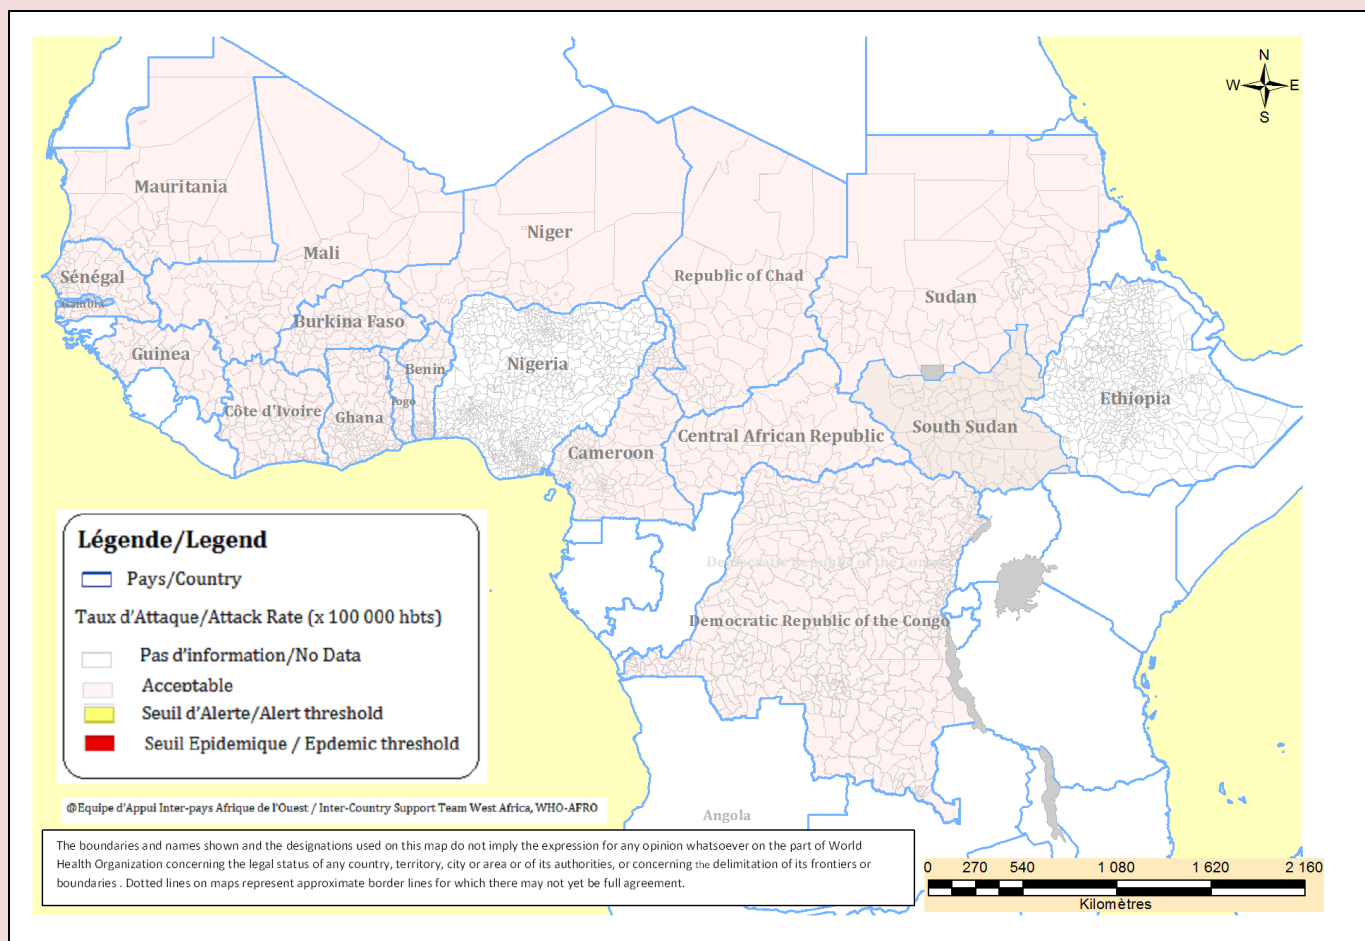 N
W E
S
Mauritania
Mali
Niger
Republic of Chad
Sudan
Sénégal
Gambia
Burkina Faso
Guinea
Benin
Nigeria
Togo
Côte d'Ivoire
Ghana
Cameroon
Central African Republic
South Sudan
Ethiopia
Democratic Republic of the Congo
Democratic Republic of the Congo
Angola
Légende/Legend
Pays/Country
Taux d'Attaque/Attack Rate (x 100 000 hbts)
Pas d'information/No Data
Acceptable
Seuil d'Alerte/Alert threshold
Seuil Epidemique / Epdemic threshold
@Equipe d'Appui Inter-pays Afrique de l'Ouest / Inter-Country Support Team West Africa, WHO-AFRO
The boundaries and names shown and the designations used on this map do not imply the expression for any opinion whatsoever on the part of World
Health Organization concerning the legal status of any country, territory, city or area or of its authorities, or concerning the delimitation of its frontiers or
boundaries . Dotted lines on maps represent approximate border lines for which there may not yet be full agreement.
0 270 540 1 080 1 620 2 160
Kilomètres